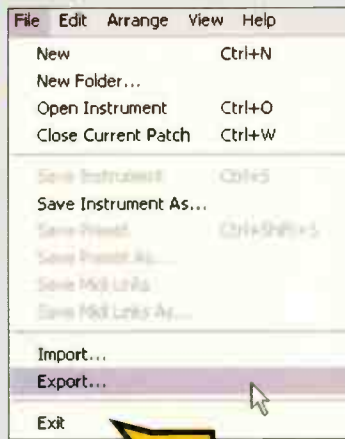 File Edit Arrange View Help
New Ctrl+N
New Folder...
Open Instrument Ctrl+O
Close Current Patch Ctrl+W
Save Instrument Ctrl+S
Save Instrument As...
Save Preset Ctrl+Shift+S
Save Preset As...
Save Midi Links
Save Midi Links As...
Import...
Export...
Exit